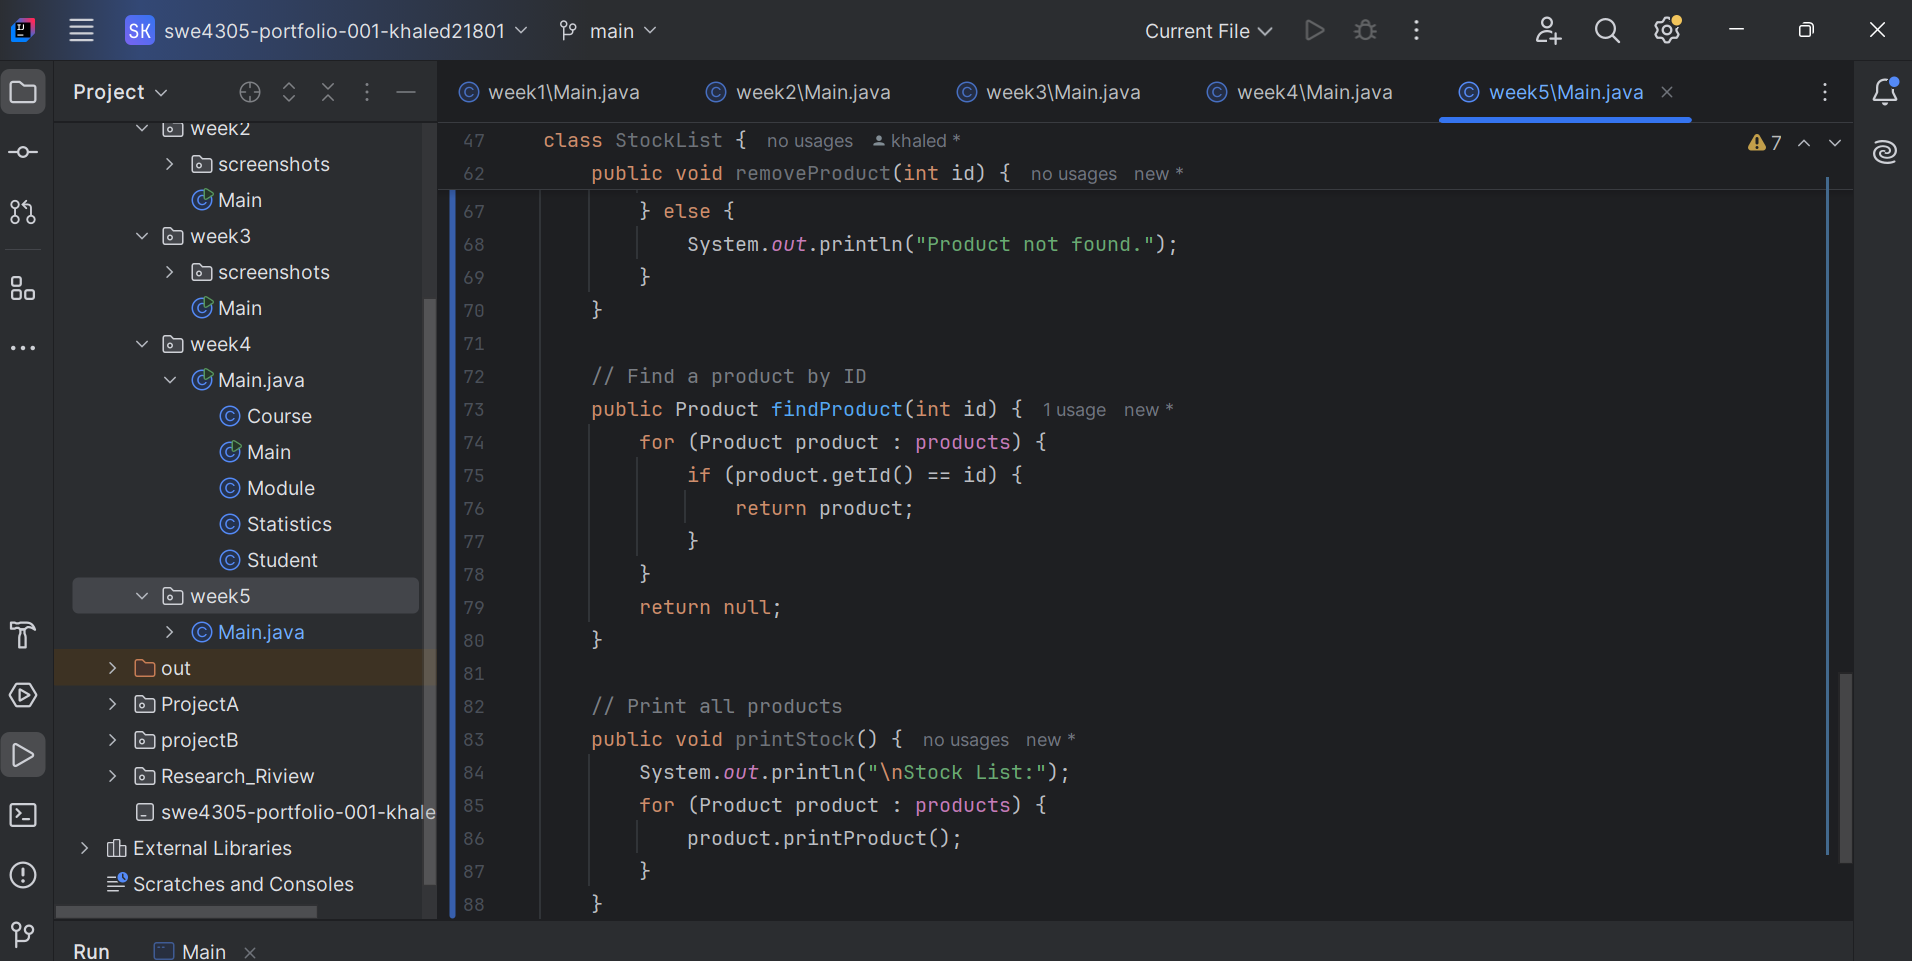 SK swe4305-portfolio-001-khaled21801 main Current File
Project
week1\Main.java week2\Main.java week3\Main.java week4\Main.java week5\Main.java
week2
screenshots
Main
week3
screenshots
Main
week4
Main.java
Course
Main
Module
Statistics
Student
week5
Main.java
out
ProjectA
projectB
Research_Riview
swe4305-portfolio-001-khale
External Libraries
Scratches and Consoles
7
47 class StockList { no usages khaled *
62 public void removeProduct(int id) { no usages new *
67 } else {
68 System.out.println("Product not found.");
69 }
70 }
71
72 // Find a product by ID
73 public Product findProduct(int id) { 1 usage new *
74 for (Product product : products) {
75 if (product.getId() == id) {
76 return product;
77 }
78 }
79 return null;
80 }
81
82 // Print all products
83 public void printStock() { no usages new *
84 System.out.println("\nStock List:");
85 for (Product product : products) {
86 product.printProduct();
87 }
88 }
Run Main